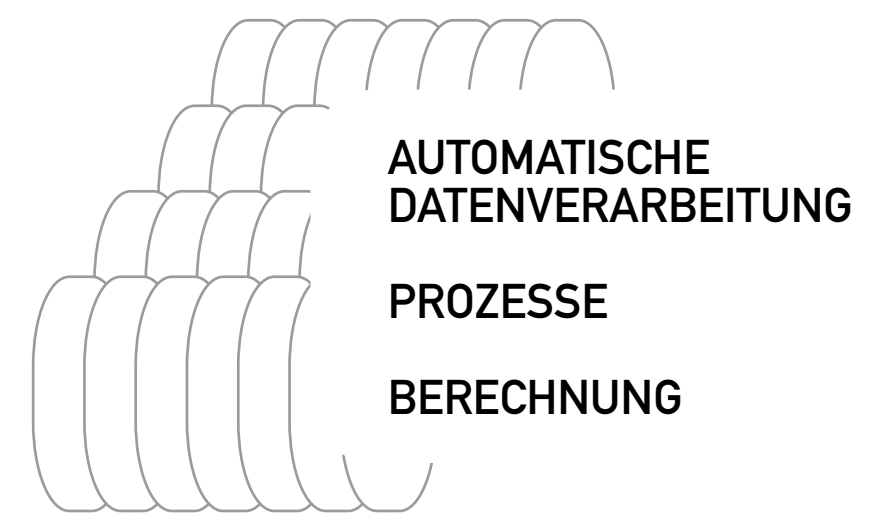 AUTOMATISCHE
DATENVERARBEITUNG
PROZESSE
BERECHNUNG